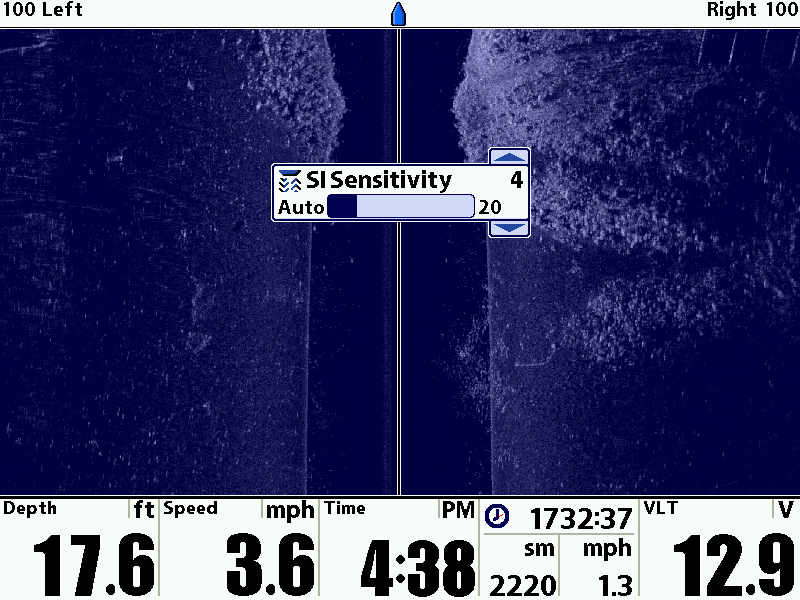 100 Left Right 100
SI Sensitivity 4
Auto 20
Depth ft Speed mph Time PM 1732:37 VLT V
17.6 3.6 4:38 sm mph 12.9
2220 1.3